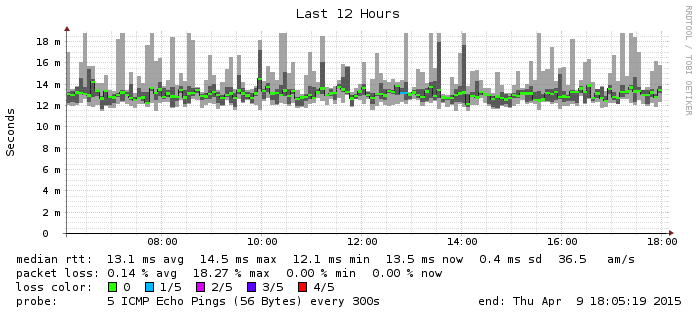 Last 12 Hours
RRDTOOL / TOBI OETIKER
Seconds
18 m
16 m
14 m
12 m
10 m
8 m
6 m
4 m
2 m
0
08:00 10:00 12:00 14:00 16:00 18:00
median rtt: 13.1 ms avg 14.5 ms max 12.1 ms min 13.5 ms now 0.4 ms sd 36.5 am/s
packet loss: 0.14 % avg 18.27 % max 0.00 % min 0.00 % now
loss color: 0 1/5 2/5 3/5 4/5
probe: 5 ICMP Echo Pings (56 Bytes) every 300s end: Thu Apr 9 18:05:19 2015